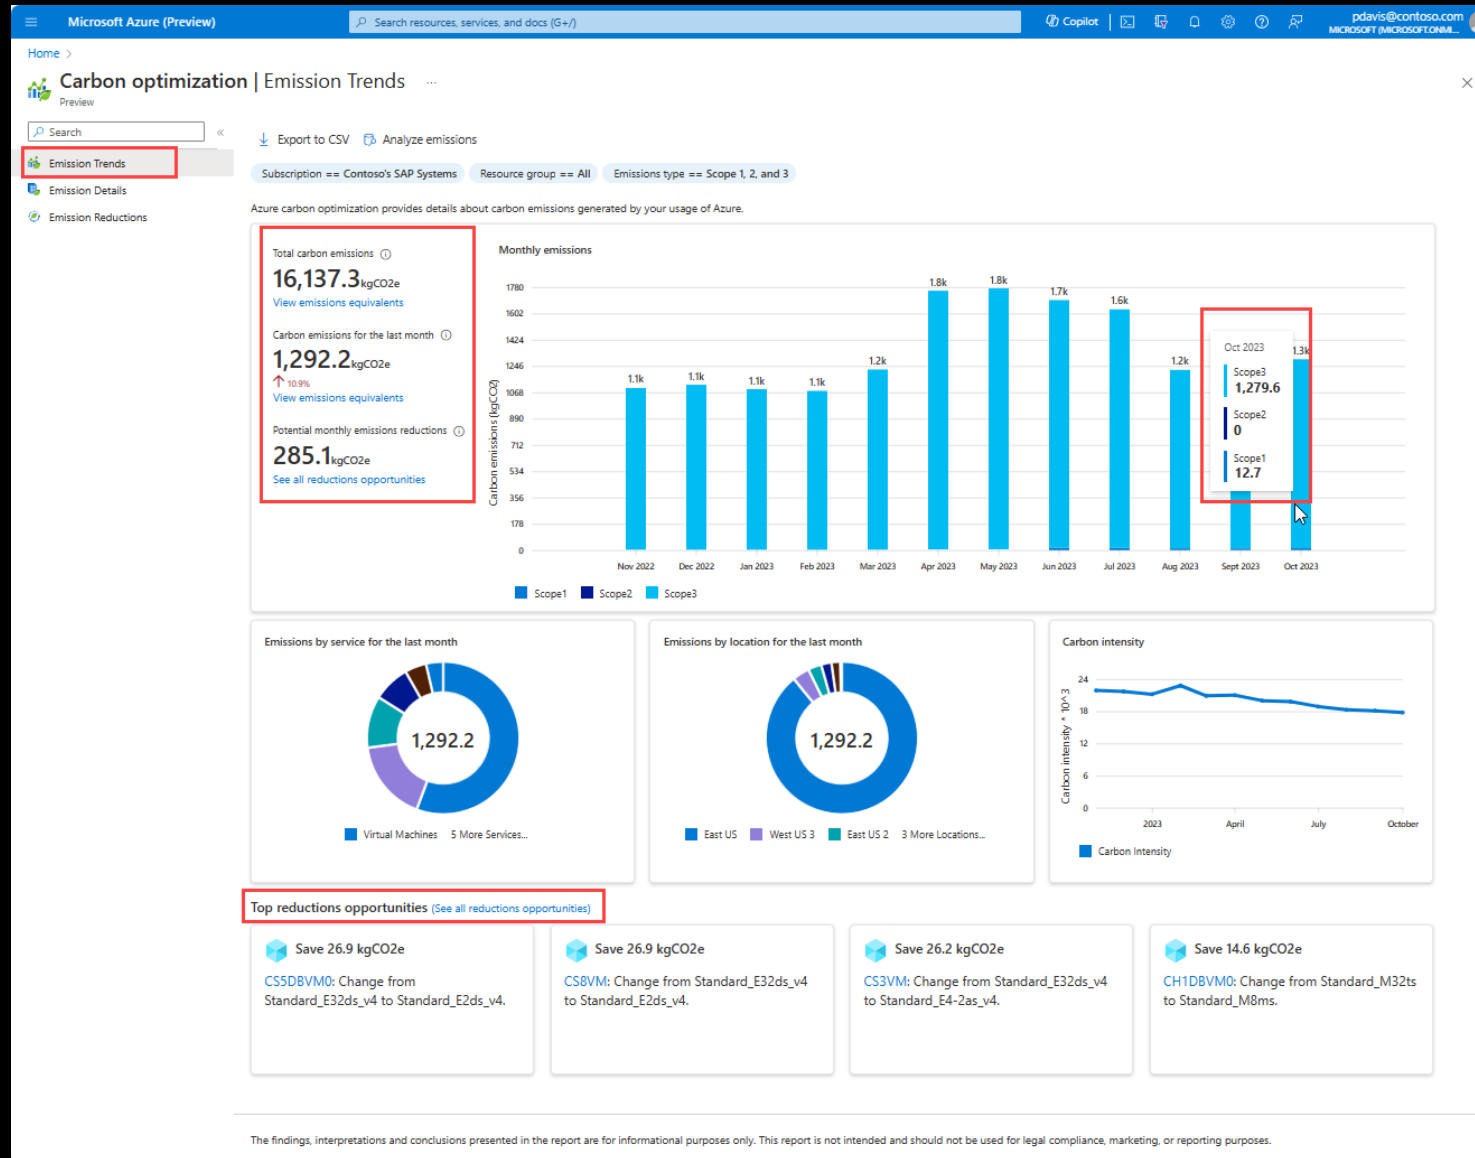 Microsoft Azure (Preview)
Search resources, services, and docs (G+/)
Copilot
pdavis@contoso.com
MICROSOFT (MICROSOFT.ONMI...
Home >
Carbon optimization | Emission Trends ...
Preview
Search
«
Export to CSV
Analyze emissions
Emission Trends
Emission Details
Emission Reductions
Subscription == Contoso's SAP Systems
Resource group == All
Emissions type == Scope 1, 2, and 3
Azure carbon optimization provides details about carbon emissions generated by your usage of Azure.
Total carbon emissions
16,137.3kgCO2e
View emissions equivalents
Carbon emissions for the last month
1,292.2kgCO2e
10.9%
View emissions equivalents
Potential monthly emissions reductions
285.1kgCO2e
See all reductions opportunities
Monthly emissions
Carbon emissions (kgCO2)
1780
1602
1424
1246
1068
890
712
534
356
178
0
1.1k
1.1k
1.1k
1.1k
1.2k
1.8k
1.8k
1.7k
1.6k
1.2k
1.3k
Oct 2023
Scope3
1,279.6
Scope2
0
Scope1
12.7
Nov 2022
Dec 2022
Jan 2023
Feb 2023
Mar 2023
Apr 2023
May 2023
Jun 2023
Jul 2023
Aug 2023
Sept 2023
Oct 2023
Scope1
Scope2
Scope3
Emissions by service for the last month
1,292.2
Virtual Machines
5 More Services...
Emissions by location for the last month
1,292.2
East US
West US 3
East US 2
3 More Locations...
Carbon intensity
Carbon intensity * 10^3
24
18
12
6
0
2023
April
July
October
Carbon Intensity
Top reductions opportunities (See all reductions opportunities)
Save 26.9 kgCO2e
CS5DBVM0: Change from
Standard_E32ds_v4 to Standard_E2ds_v4.
Save 26.9 kgCO2e
CS8VM: Change from Standard_E32ds_v4
to Standard_E2ds_v4.
Save 26.2 kgCO2e
CS3VM: Change from Standard_E32ds_v4
to Standard_E4-2as_v4.
Save 14.6 kgCO2e
CH1DBVM0: Change from Standard_M32ts
to Standard_M8ms.
The findings, interpretations and conclusions presented in the report are for informational purposes only. This report is not intended and should not be used for legal compliance, marketing, or reporting purposes.